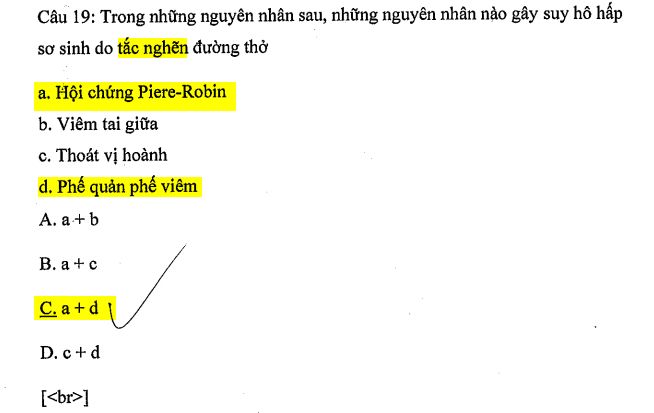 Câu 19: Trong những nguyên nhân sau, những nguyên nhân nào gây suy hô hấp
sơ sinh do tắc nghẽn đường thở
a. Hội chứng Piere-Robin
b. Viêm tai giữa
c. Thoát vị hoành
d. Phế quản phế viêm
A. a + b
B. a + c
C. a + d
D. c + d
[<br>]